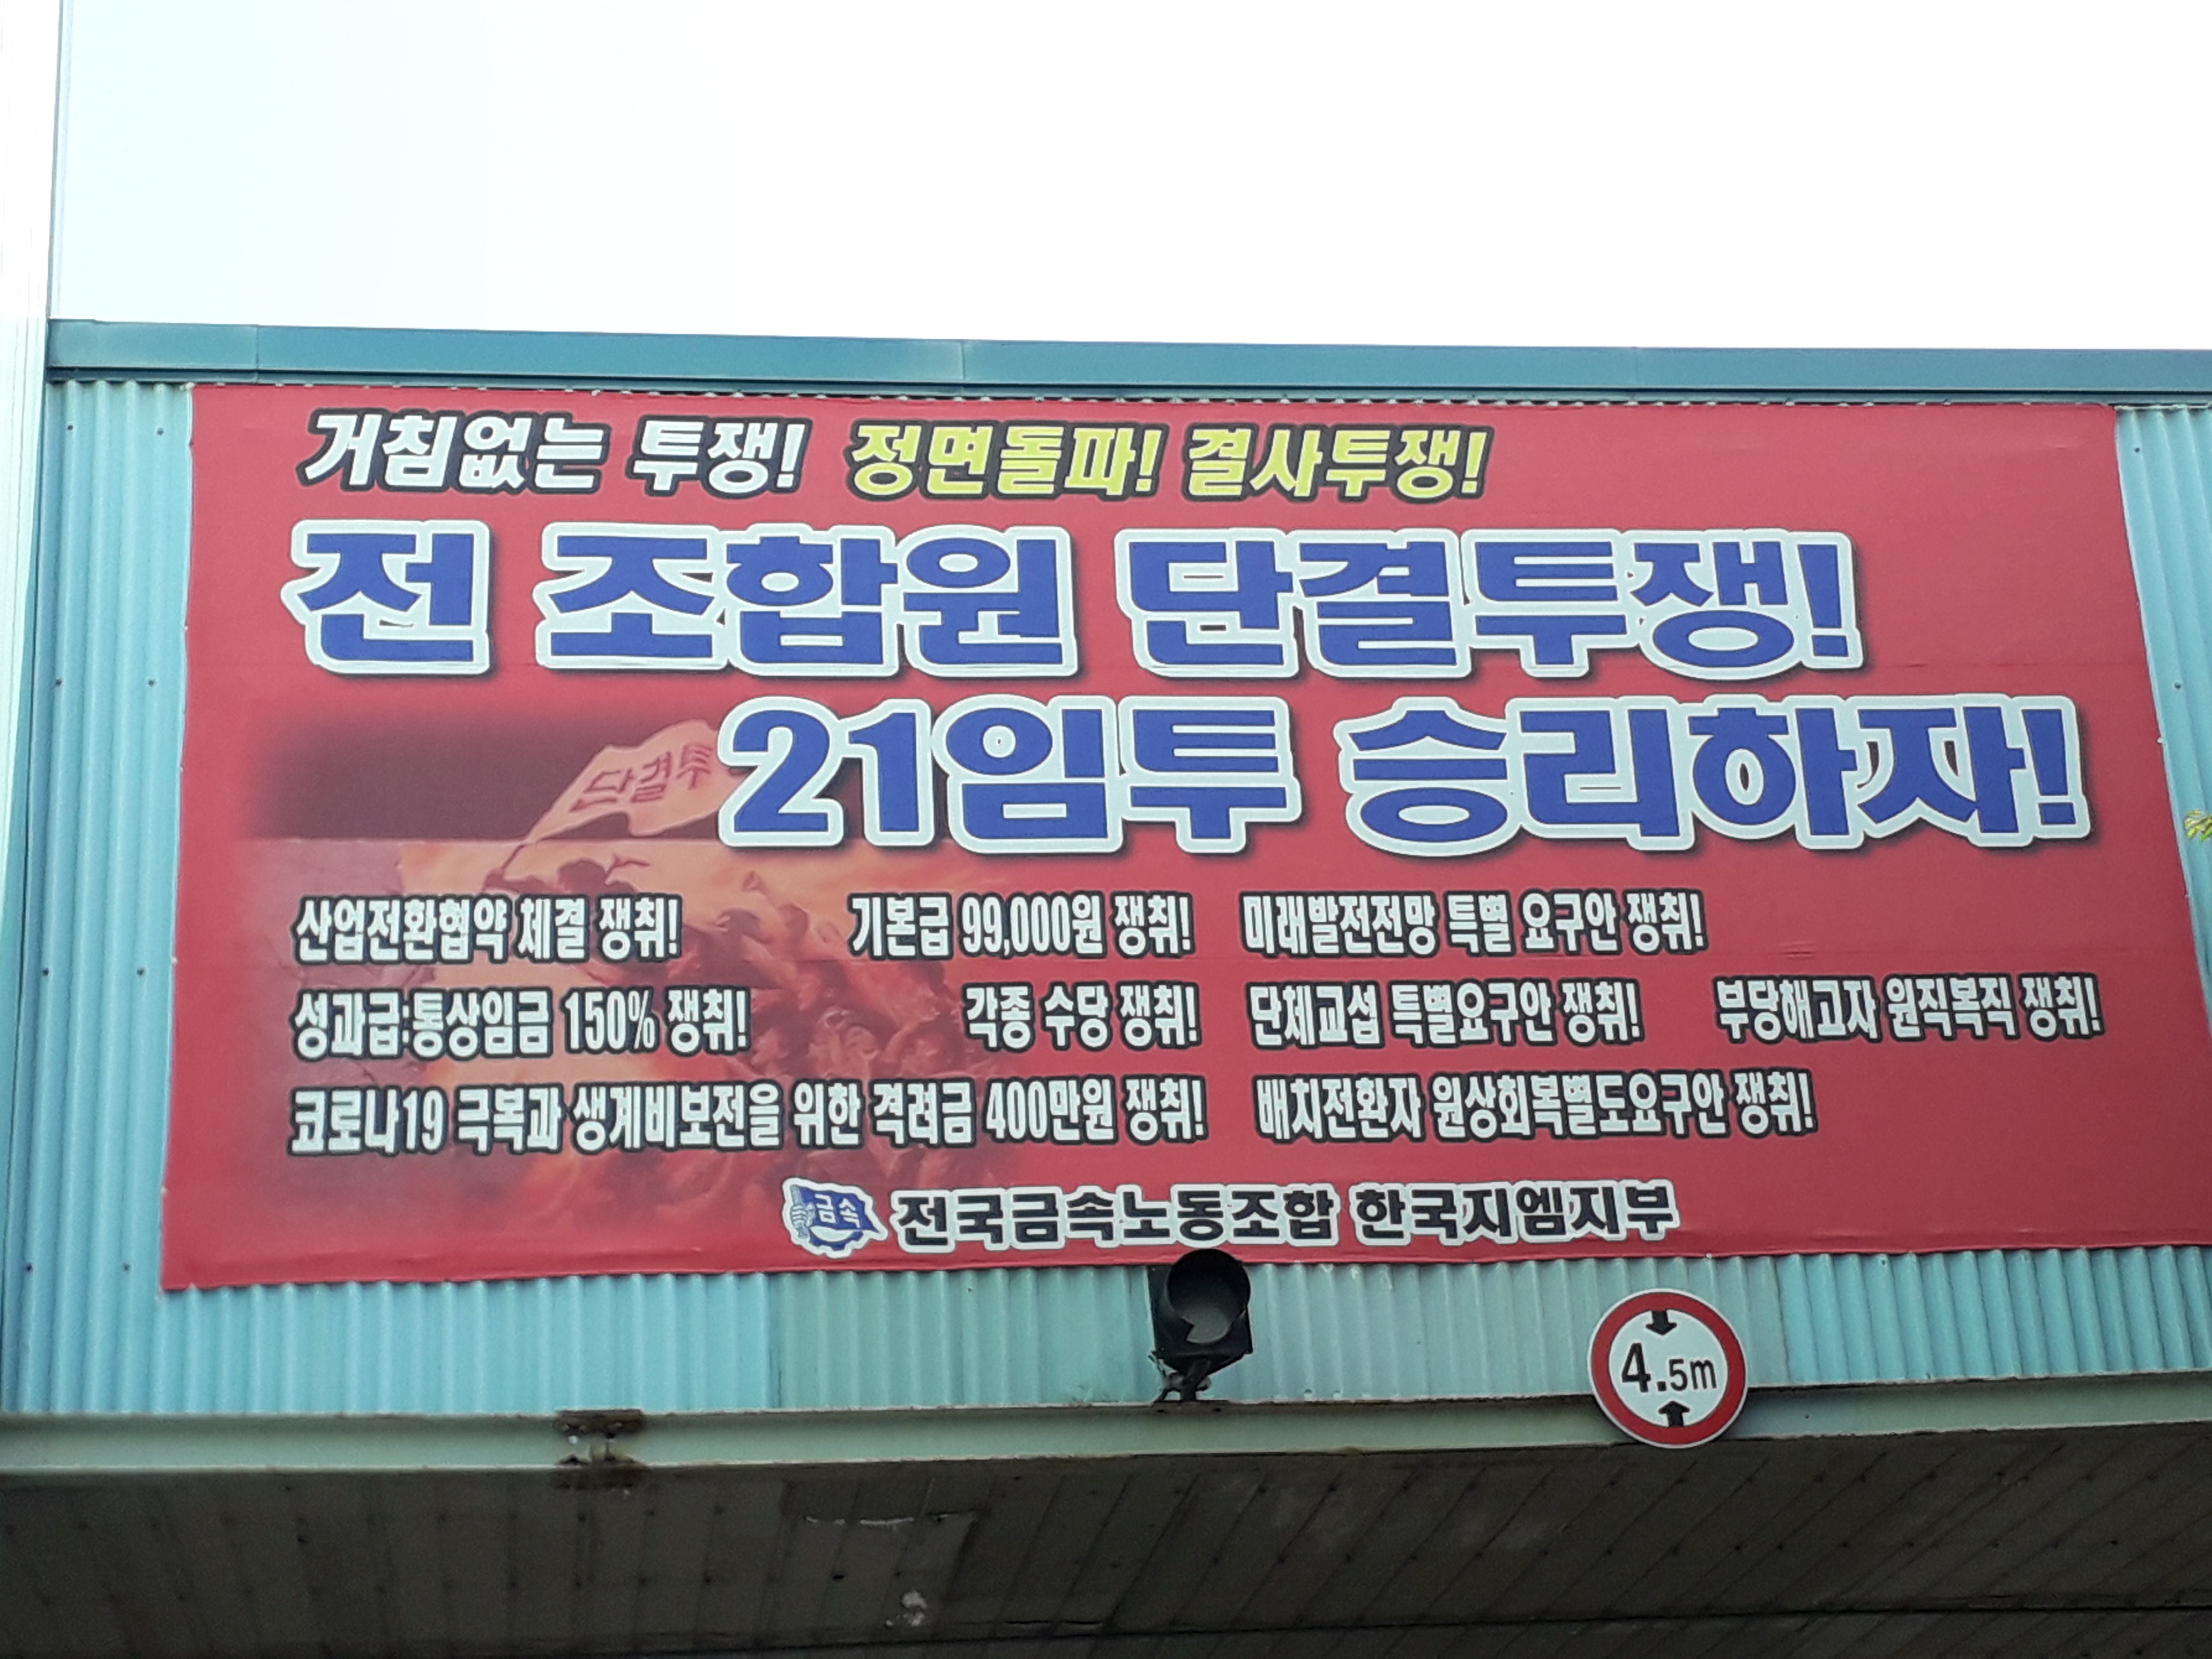 거침없는 투쟁! 정면돌파! 결사투쟁!
전 조합원 단결투쟁!
21임투 승리하자!
단결투
산업전환협약 체결 쟁취! 기본급 99,000원 쟁취! 미래발전전망 특별 요구안 쟁취!
성과급:통상임금 150% 쟁취! 각종 수당 쟁취! 단체교섭 특별요구안 쟁취! 부당해고자 원직복직 쟁취!
코로나19 극복과 생계비보전을 위한 격려금 400만원 쟁취! 배치전환자 원상회복별도요구안 쟁취!
금속 전국금속노동조합 한국지엠지부
4.5m